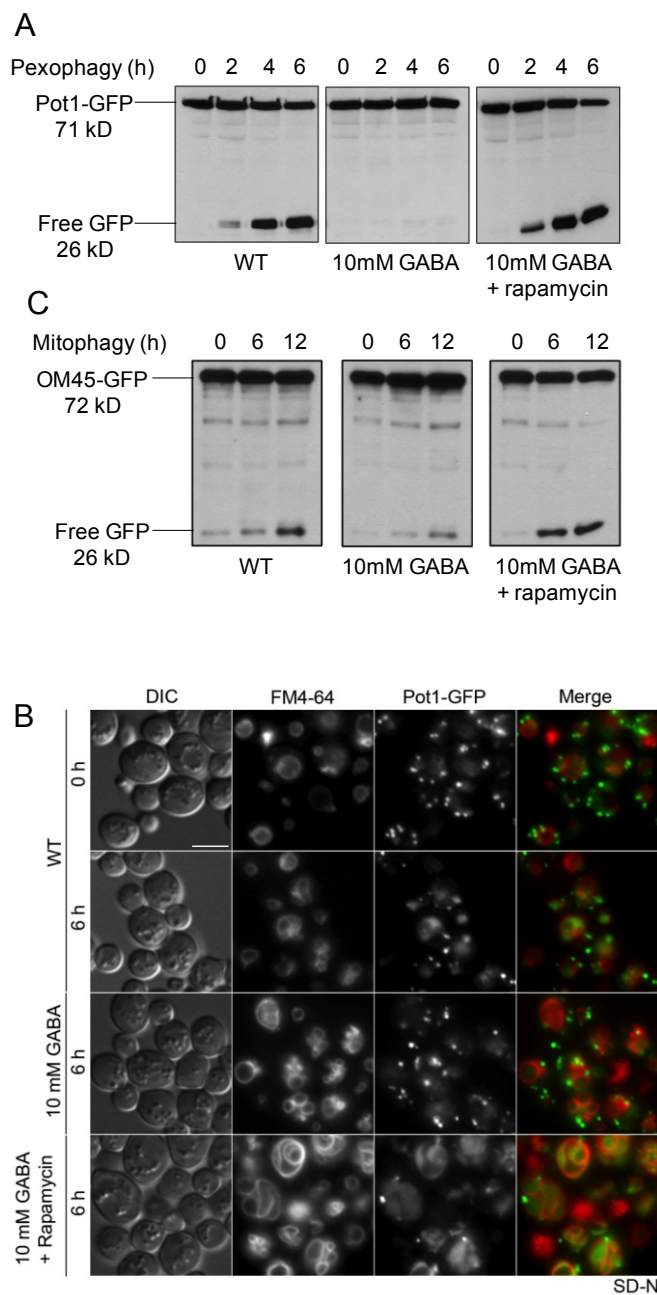 A
Pexophagy (h) 0 2 4 6 0 2 4 6 0 2 4 6
Pot1-GFP
71 kD
Free GFP
26 kD
WT 10mM GABA 10mM GABA
+ rapamycin
C
Mitophagy (h) 0 6 12 0 6 12 0 6 12
OM45-GFP
72 kD
Free GFP
26 kD
WT 10mM GABA 10mM GABA
+ rapamycin
B
DIC FM4-64 Pot1-GFP Merge
WT
0 h
6 h
10 mM GABA
6 h
10 mM GABA
+ Rapamycin
6 h
SD-N